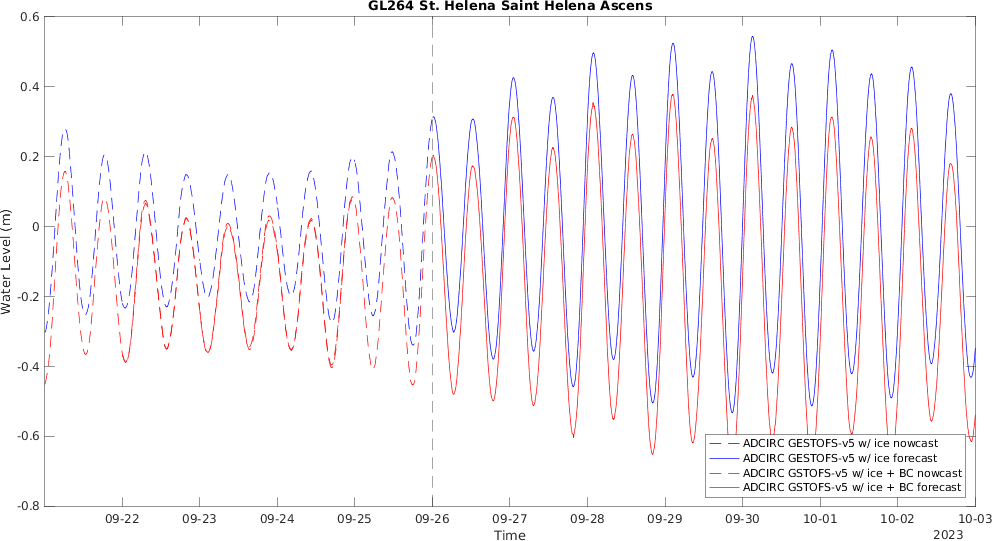 GL264 St. Helena Saint Helena Ascens
0.6
0.4
0.2
0
-0.2
-0.4
-0.6
-0.8
Water Level (m)
09-22 09-23 09-24 09-25 09-26 09-27 09-28 09-29 09-30 10-01 10-02 10-03
Time
2023
ADCIRC GESTOFS-v5 w/ ice nowcast
ADCIRC GESTOFS-v5 w/ ice forecast
ADCIRC GSTOFS-v5 w/ ice + BC nowcast
ADCIRC GSTOFS-v5 w/ ice + BC forecast